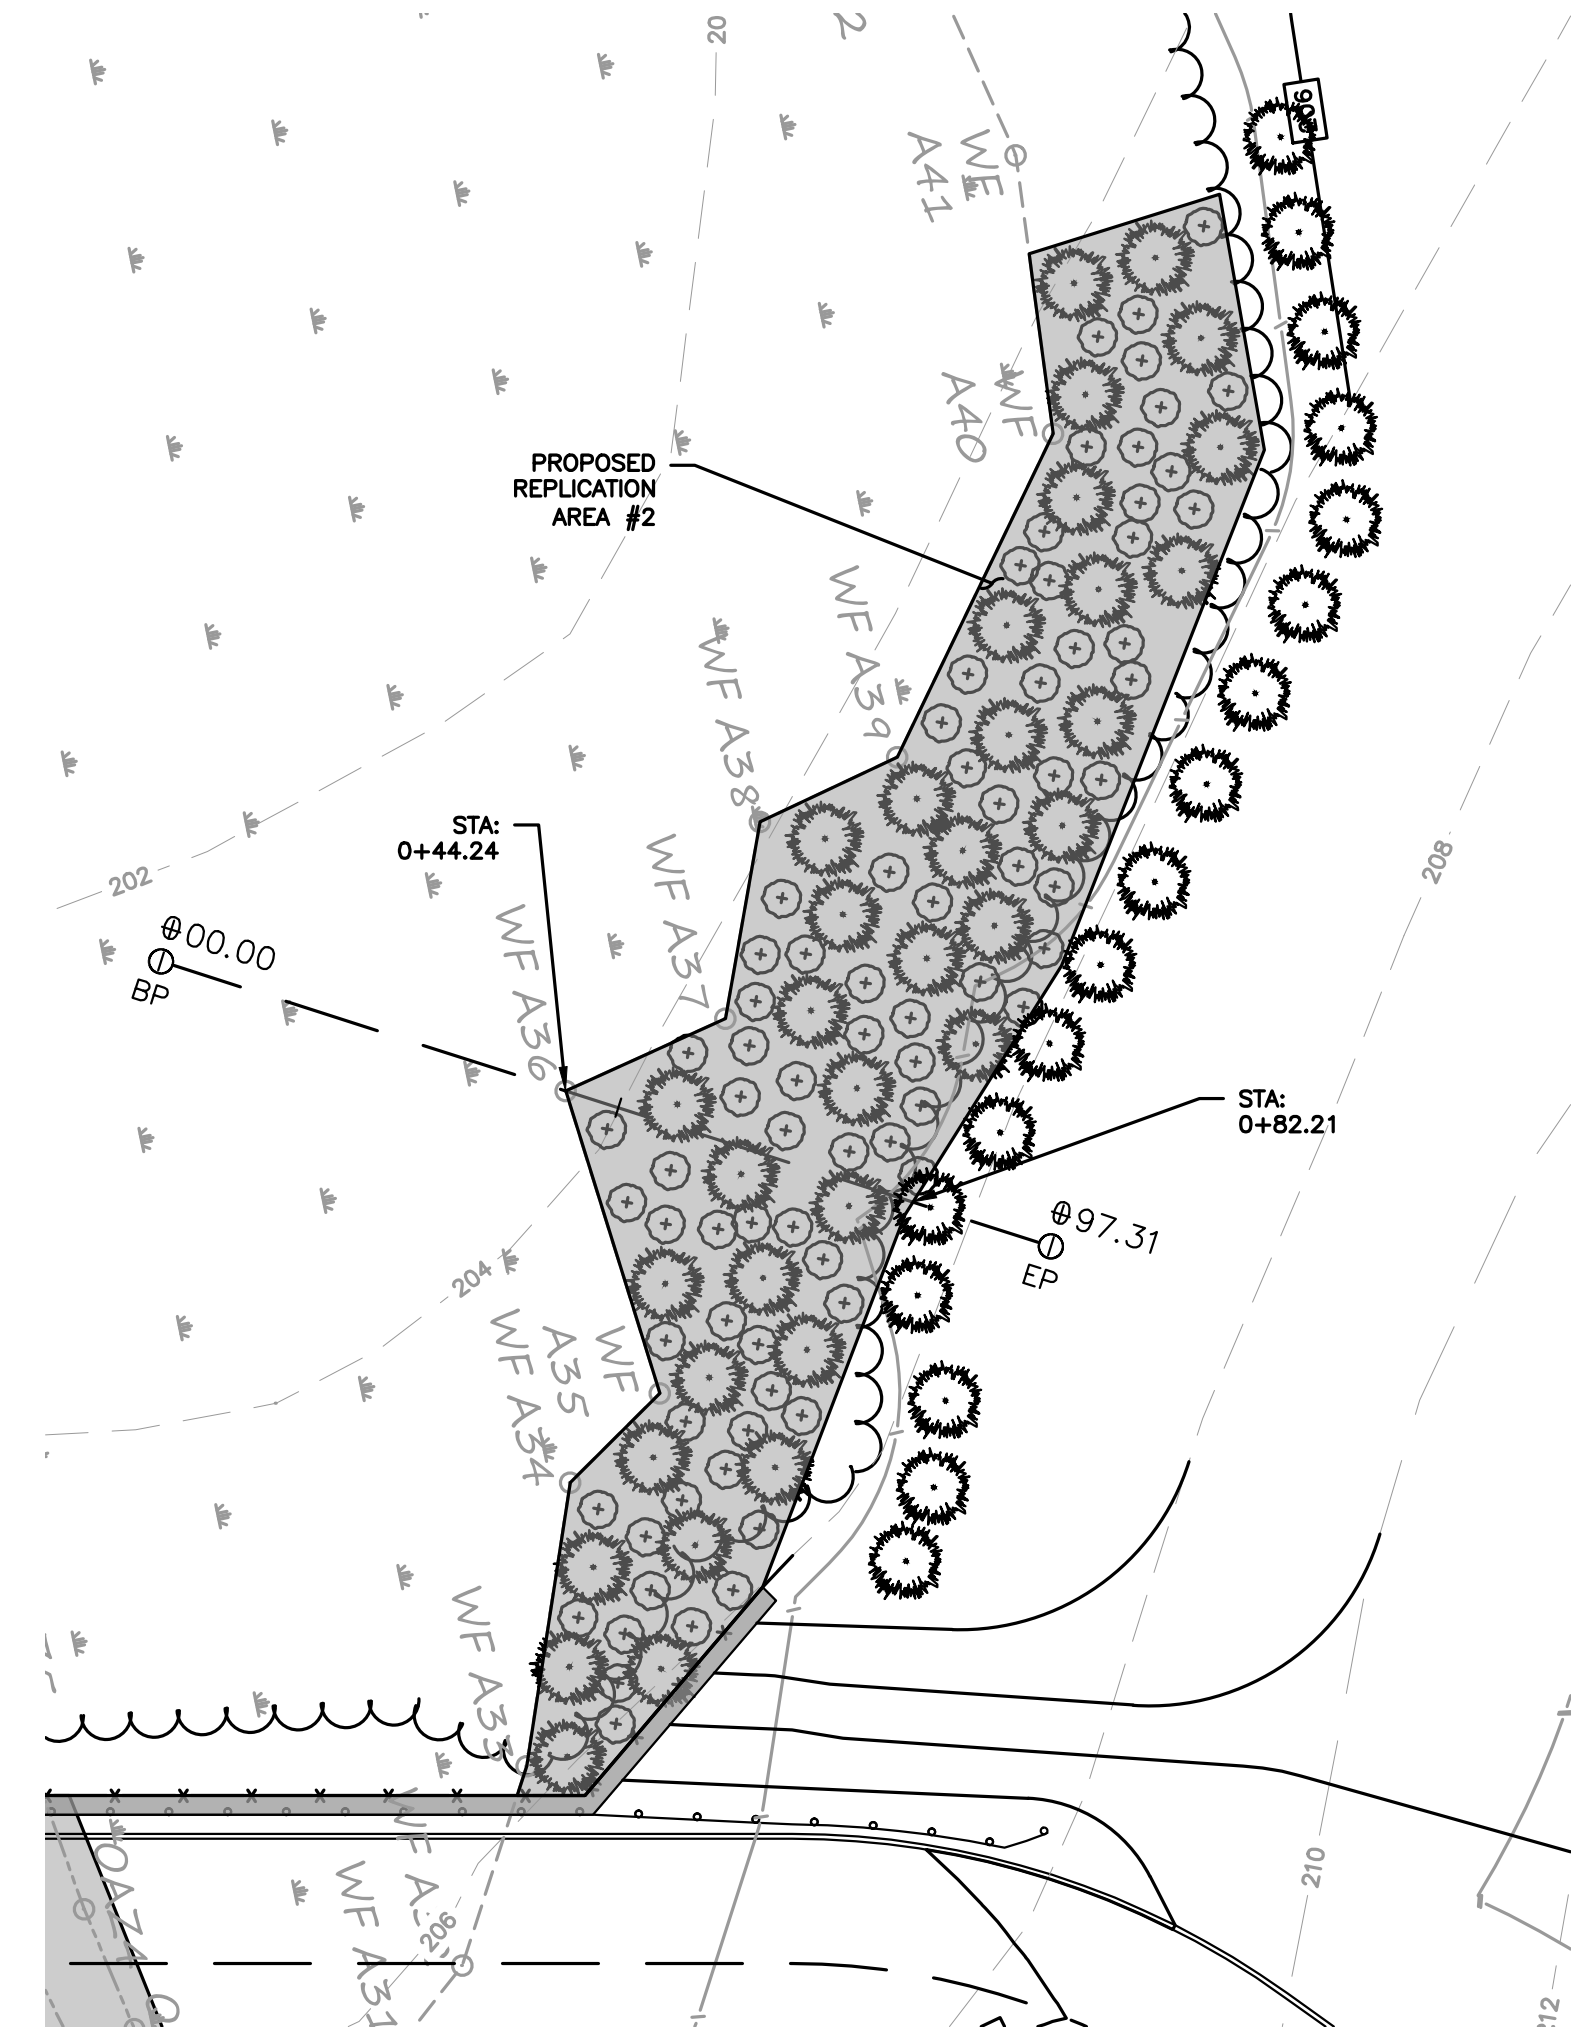 20
2
WF
A41
206
WF
A40
PROPOSED
REPLICATION
AREA #2
WF A39
WF A38
STA:
0+44.24
WF A37
202
208
WF A36
00.00
BP
STA:
0+82.21
97.31
EP
204
WF
A35
WF A34
WF A33
WF A
210
WF A31
206
212